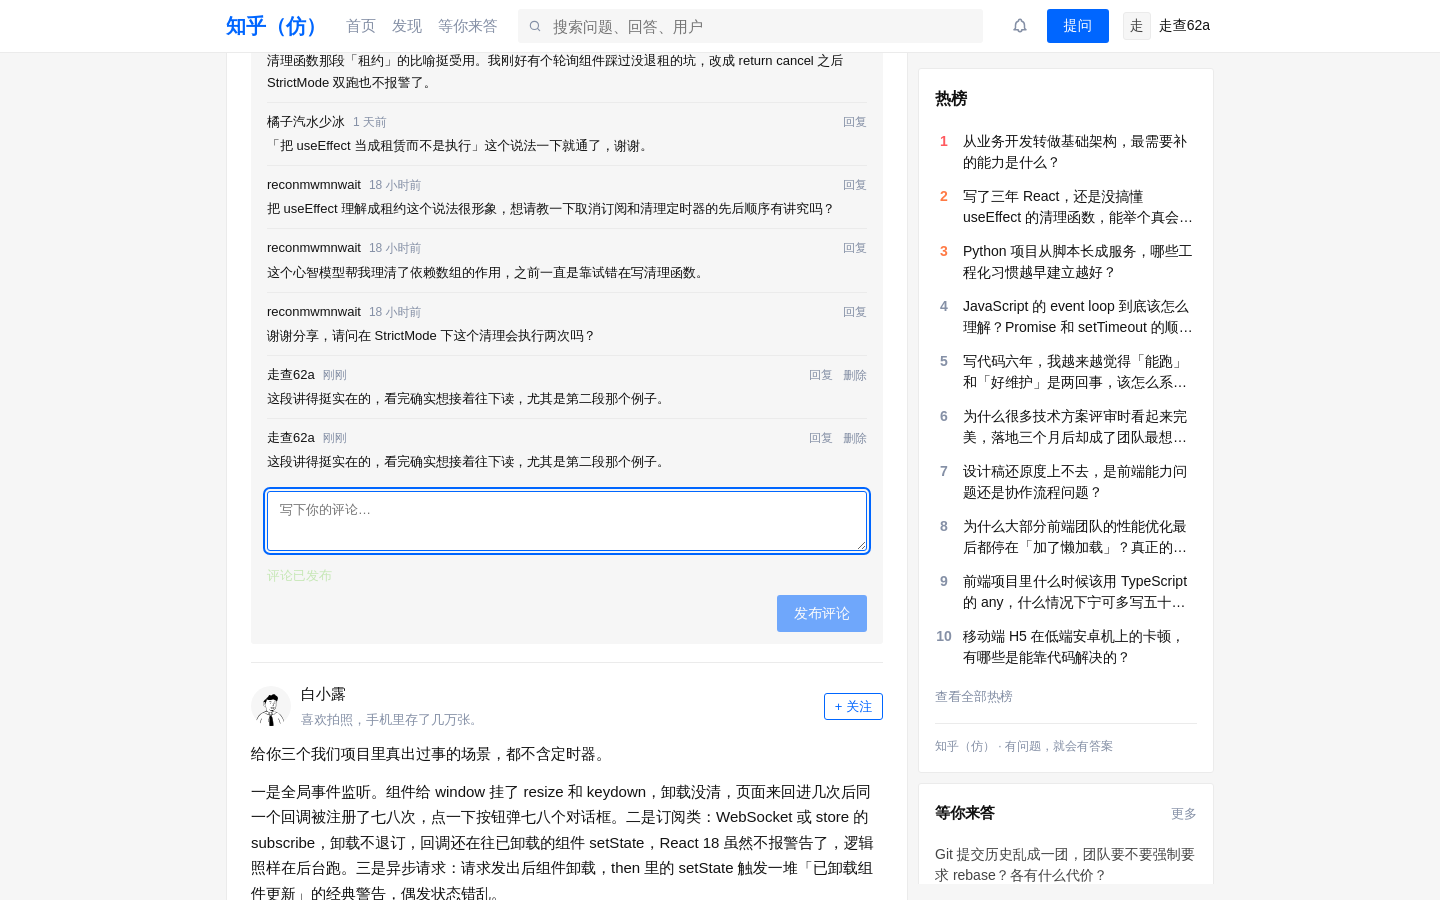 知乎（仿） 首页 发现 等你来答 搜索问题、回答、用户 提问 走 走查62a
清理函数那段「租约」的比喻挺受用。我刚好有个轮询组件踩过没退租的坑，改成 return cancel 之后
StrictMode 双跑也不报警了。
橘子汽水少冰 1 天前 回复
「把 useEffect 当成租赁而不是执行」这个说法一下就通了，谢谢。
reconmwmnwait 18 小时前 回复
把 useEffect 理解成租约这个说法很形象，想请教一下取消订阅和清理定时器的先后顺序有讲究吗？
reconmwmnwait 18 小时前 回复
这个心智模型帮我理清了依赖数组的作用，之前一直是靠试错在写清理函数。
reconmwmnwait 18 小时前 回复
谢谢分享，请问在 StrictMode 下这个清理会执行两次吗？
走查62a 刚刚 回复 删除
这段讲得挺实在的，看完确实想接着往下读，尤其是第二段那个例子。
走查62a 刚刚 回复 删除
这段讲得挺实在的，看完确实想接着往下读，尤其是第二段那个例子。
写下你的评论…
评论已发布
发布评论
白小露
喜欢拍照，手机里存了几万张。
+ 关注
给你三个我们项目里真出过事的场景，都不含定时器。
一是全局事件监听。组件给 window 挂了 resize 和 keydown，卸载没清，页面来回进几次后同
一个回调被注册了七八次，点一下按钮弹七八个对话框。二是订阅类：WebSocket 或 store 的
subscribe，卸载不退订，回调还在往已卸载的组件 setState，React 18 虽然不报警告了，逻辑
照样在后台跑。三是异步请求：请求发出后组件卸载，then 里的 setState 触发一堆「已卸载组
件更新」的经典警告，偶发状态错乱。
热榜
1 从业务开发转做基础架构，最需要补
的能力是什么？
2 写了三年 React，还是没搞懂
useEffect 的清理函数，能举个真会…
3 Python 项目从脚本长成服务，哪些工
程化习惯越早建立越好？
4 JavaScript 的 event loop 到底该怎么
理解？Promise 和 setTimeout 的顺…
5 写代码六年，我越来越觉得「能跑」
和「好维护」是两回事，该怎么系…
6 为什么很多技术方案评审时看起来完
美，落地三个月后却成了团队最想…
7 设计稿还原度上不去，是前端能力问
题还是协作流程问题？
8 为什么大部分前端团队的性能优化最
后都停在「加了懒加载」？真正的…
9 前端项目里什么时候该用 TypeScript
的 any，什么情况下宁可多写五十…
10 移动端 H5 在低端安卓机上的卡顿，
有哪些是能靠代码解决的？
查看全部热榜
知乎（仿） · 有问题，就会有答案
等你来答 更多
Git 提交历史乱成一团，团队要不要强制要
求 rebase？各有什么代价？